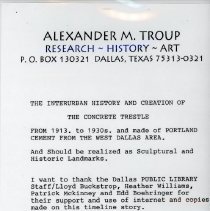 ALEXANDER M. TROUP
RESEARCH ~ HISTORY ~ ART
P. O. BOX 130321 DALLAS, TEXAS 75313-0321
THE INTERURBAN HISTORY AND CREATION OF
THE CONCRETE TRESTLE
FROM 1913. to 1930s. and made of PORTLAND
CEMENT FROM THE WEST DALLAS AREA.
And Should be realized as Sculptural and
Historic Landmarks.
I want to thank the Dallas PUBLIC LIBRARY
Staff/Lloyd Buckstrop, Heather Williams,
Patrick Mckinney and Edd Boehringer for
their support and use of internet and copies
made on this timeline story.